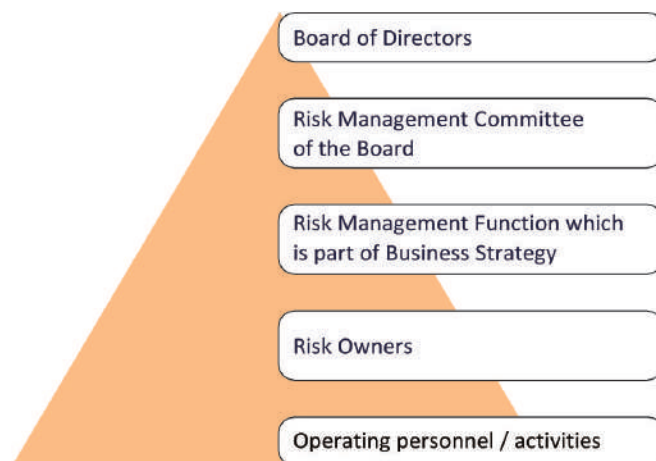 Board of Directors
Risk Management Committee
of the Board
Risk Management Function which
is part of Business Strategy
Risk Owners
Operating personnel / activities